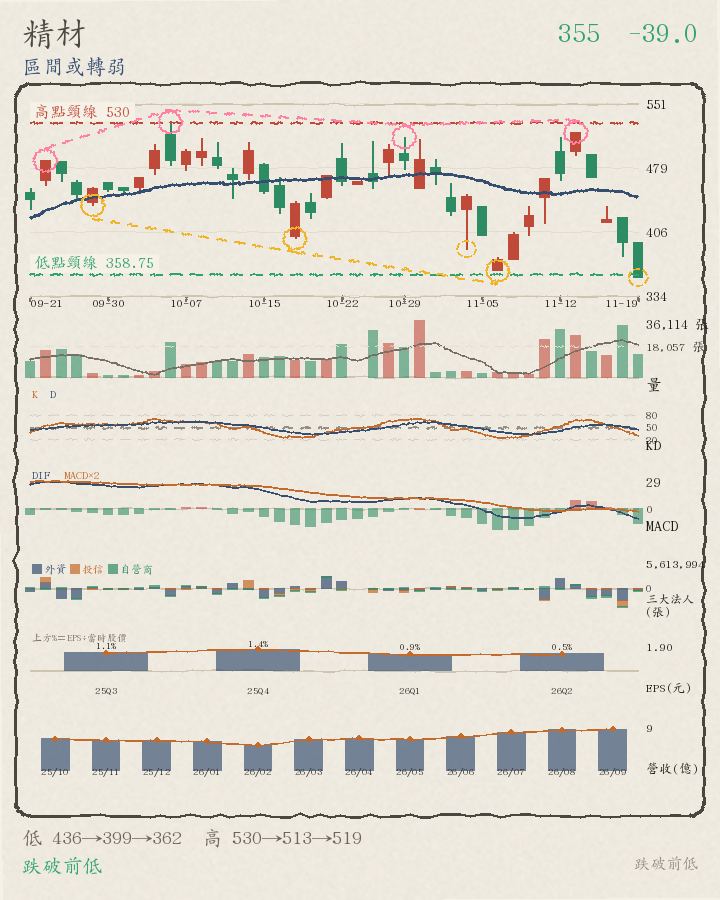 精材
355 -39.0
區間或轉弱
高點頸線 530
551
479
406
低點頸線 358.75
334
09-21 09-30 10-07 10-15 10-22 10-29 11-05 11-12 11-19
36,114 張
18,057 張
量
K D
80
50
20
KD
DIF MACD×2
29
0
MACD
外資 投信 自營商
5,613,994
0
三大法人
(張)
上方%=EPS÷當時股價
1.1% 1.4% 0.9% 0.5%
1.90
25Q3 25Q4 26Q1 26Q2
EPS(元)
9
25/10 25/11 25/12 26/01 26/02 26/03 26/04 26/05 26/06 26/07 26/08 26/09
營收(億)
低 436→399→362 高 530→513→519
跌破前低
跌破前低